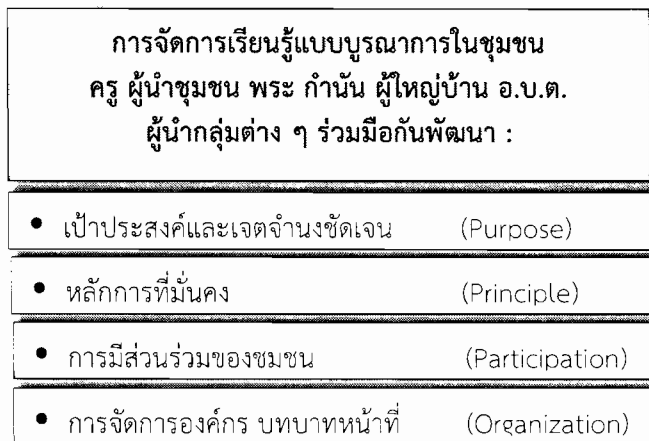 การจัดการเรียนรู้แบบบูรณาการในชุมชน
ครู ผู้นำชุมชน พระ กำนัน ผู้ใหญ่บ้าน อ.บ.ต.
ผู้นำกลุ่มต่าง ๆ ร่วมมือกันพัฒนา :
• เป้าประสงค์และเจตจำนงชัดเจน (Purpose)
• หลักการที่มั่นคง (Principle)
• การมีส่วนร่วมของชุมชน (Participation)
• การจัดการองค์กร บทบาทหน้าที่ (Organization)